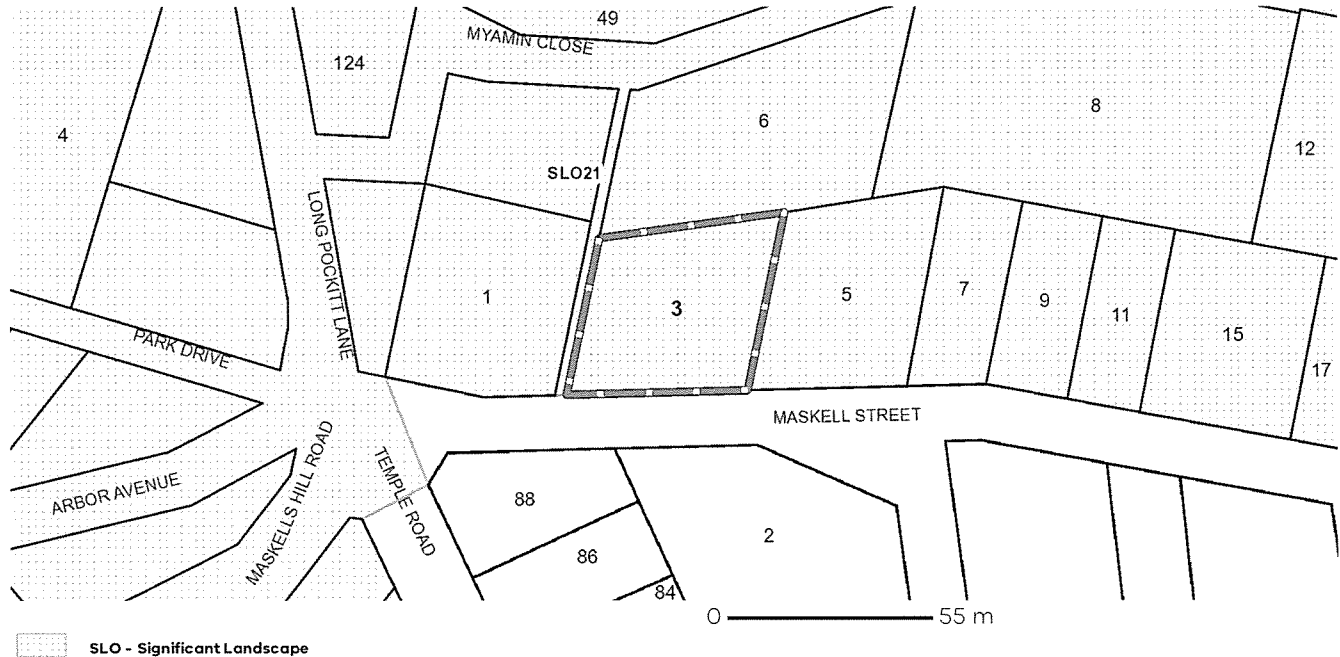 49
MYAMIN CLOSE
124
8
6
4
12
SLO21
LONG POCKITT LANE
1
3
5
7
9
11
15
17
PARK DRIVE
MASKELL STREET
ARBOR AVENUE
MASKELLS HILL ROAD
TEMPLE ROAD
88
86
84
2
0 55 m
SLO - Significant Landscape